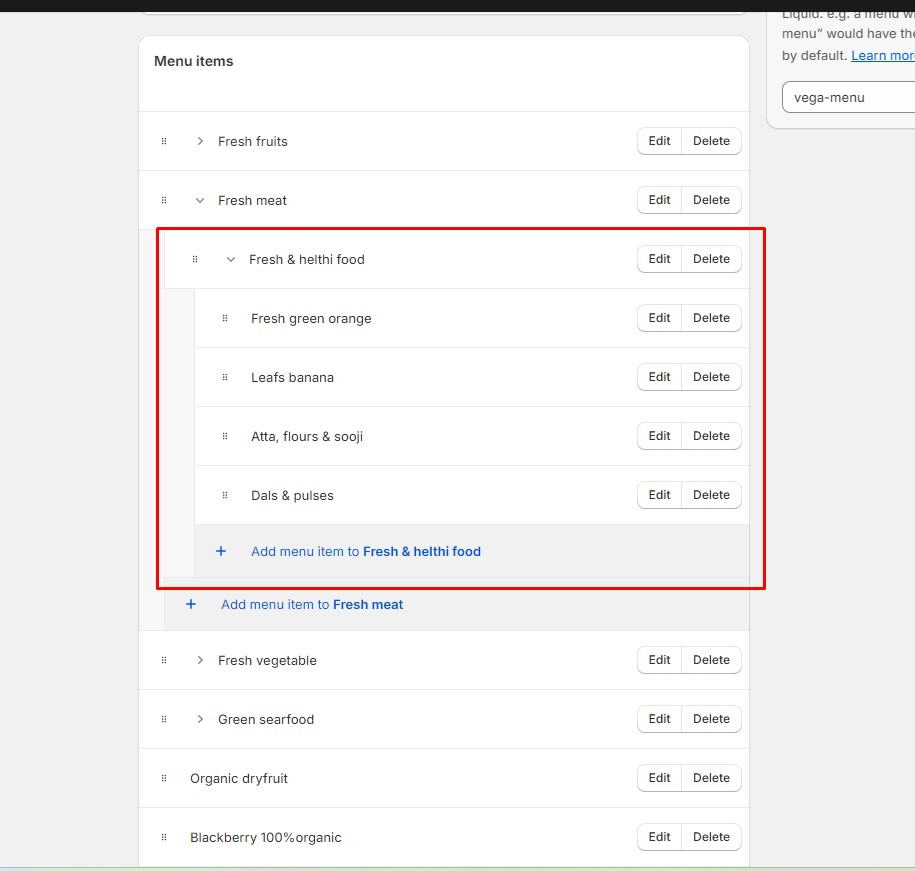 Liquid. e.g. a menu
menu" would have the
by default. Learn mor
vega-menu
Menu items
Fresh fruits Edit Delete
Fresh meat Edit Delete
Fresh & helthi food Edit Delete
Fresh green orange Edit Delete
Leafs banana Edit Delete
Atta, flours & sooji Edit Delete
Dals & pulses Edit Delete
+ Add menu item to Fresh & helthi food
+ Add menu item to Fresh meat
Fresh vegetable Edit Delete
Green searfood Edit Delete
Organic dryfruit Edit Delete
Blackberry 100%organic Edit Delete